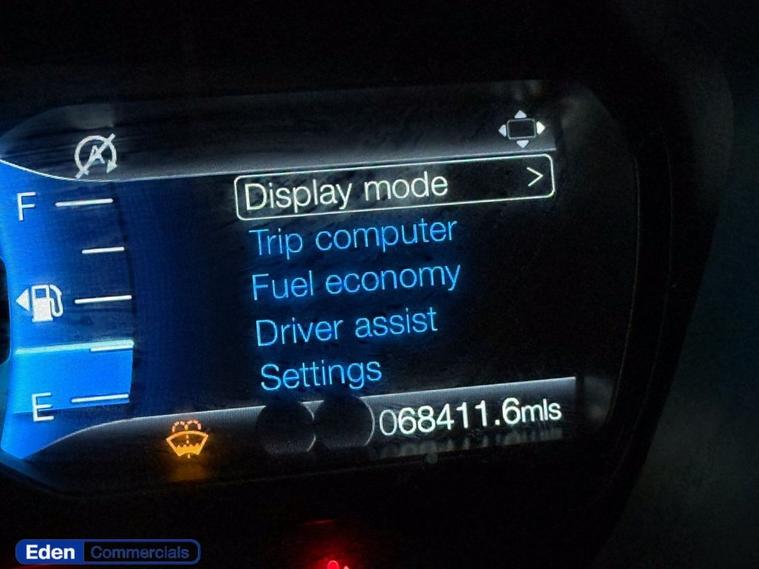 A
F
Display mode >
Trip computer
Fuel economy
Driver assist
Settings
E
068411.6mls
Eden Commercials